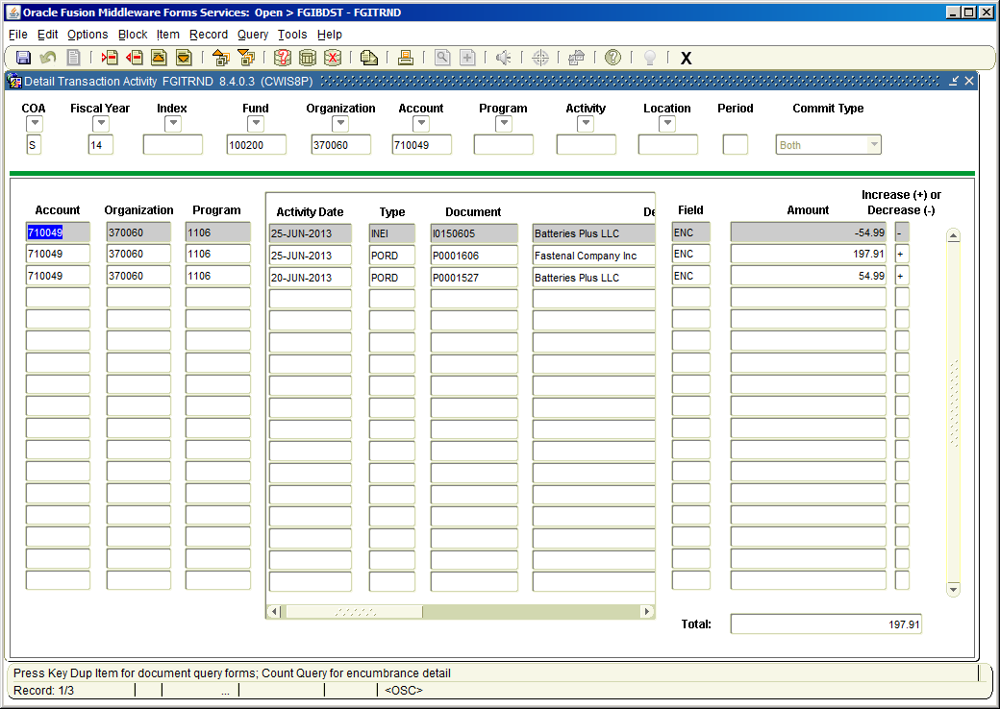 Oracle Fusion Middleware Forms Services: Open > FGIBDST - FGITRND
File Edit Options Block Item Record Query Tools Help
X
Detail Transaction Activity FGITRND 8.4.0.3 (CWIS8P)
COA Fiscal Year Index Fund Organization Account Program Activity Location Period Commit Type
S 14 100200 370060 710049 Both
Increase (+) or
Account Organization Program Activity Date Type Document De Field Amount Decrease (-)
710049 370060 1106 25-JUN-2013 INEI I0150605 Batteries Plus LLC ENC -54.99 -
710049 370060 1106 25-JUN-2013 PORD P0001606 Fastenal Company Inc ENC 197.91 +
710049 370060 1106 20-JUN-2013 PORD P0001527 Batteries Plus LLC ENC 54.99 +
Total: 197.91
Press Key Dup Item for document query forms; Count Query for encumbrance detail
Record: 1/3 ... <OSC>